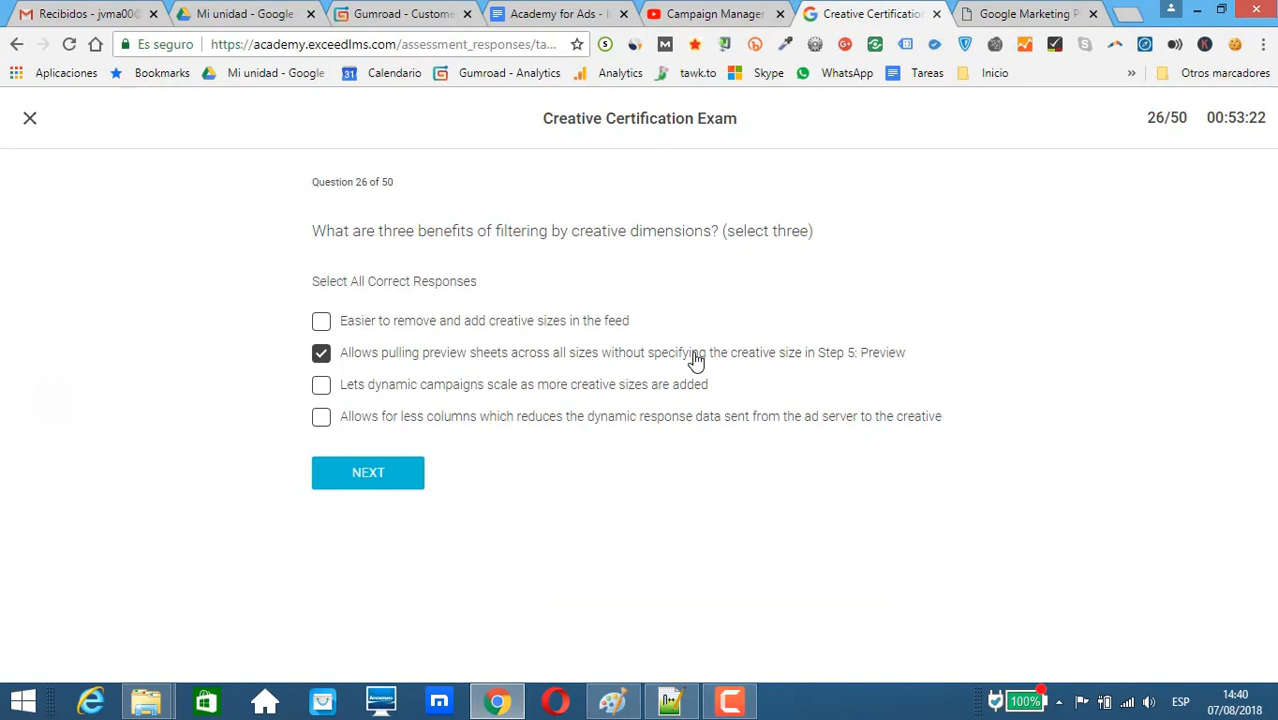 Recibidos - jvma00@
Mi unidad - Google
Gumroad - Custome
Academy for Ads - I
Campaign Manager
Creative Certification
Google Marketing P
Es seguro
https://academy.exceedlms.com/assessment_responses/ta...
Aplicaciones
Bookmark
Mi unidad - Google
Calendario
Gumroad - Analytics
Analytics
tawk.to
Skype
WhatsApp
Tareas
Inicio
»
Otros marcadores
Creative Certification Exam
26/50
00:53:22
Question 26 of 50
What are three benefits of filtering by creative dimensions? (select three)
Select All Correct Responses
Easier to remove and add creative sizes in the feed
Allows pulling preview sheets across all sizes without specifying the creative size in Step 5: Preview
Lets dynamic campaigns scale as more creative sizes are added
Allows for less columns which reduces the dynamic response data sent from the ad server to the creative
NEXT
100%
ESP
14:40
07/08/2018